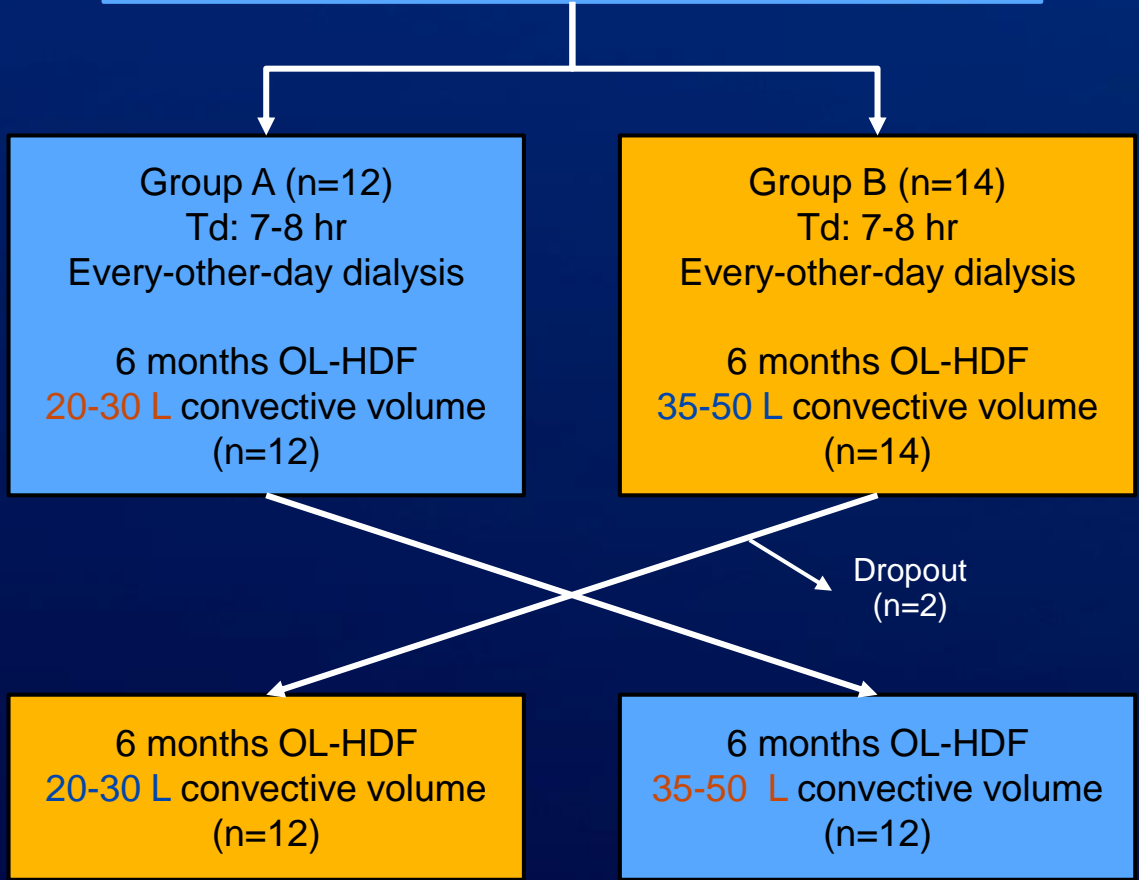 Group A (n=12)
Td: 7-8 hr
Every-other-day dialysis
6 months OL-HDF
20-30 L convective volume
(n=12)
Group B (n=14)
Td: 7-8 hr
Every-other-day dialysis
6 months OL-HDF
35-50 L convective volume
(n=14)
Dropout
(n=2)
6 months OL-HDF
20-30 L convective volume
(n=12)
6 months OL-HDF
35-50  L convective volume
(n=12)